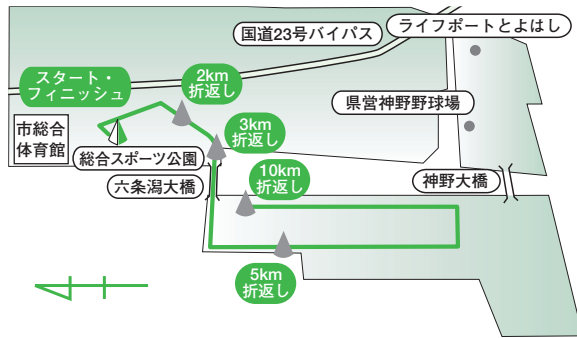 ライフポートとよはし
国道23号バイパス
スタート・
フィニッシュ
2km
折返し
県営神野野球場
市総合
体育館
3km
折返し
総合スポーツ公園
六条潟大橋
10km
折返し
神野大橋
5km
折返し